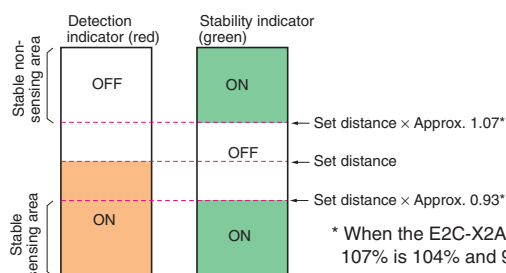 Detection
indicator (red)
Stability indicator
(green)
Stable non-
sensing area
OFF
ON
Set distance × Approx. 1.07*
OFF
Set distance
Set distance × Approx. 0.93*
Stable
sensing area
ON
ON
* When the E2C-X2A
107% is 104% and 9